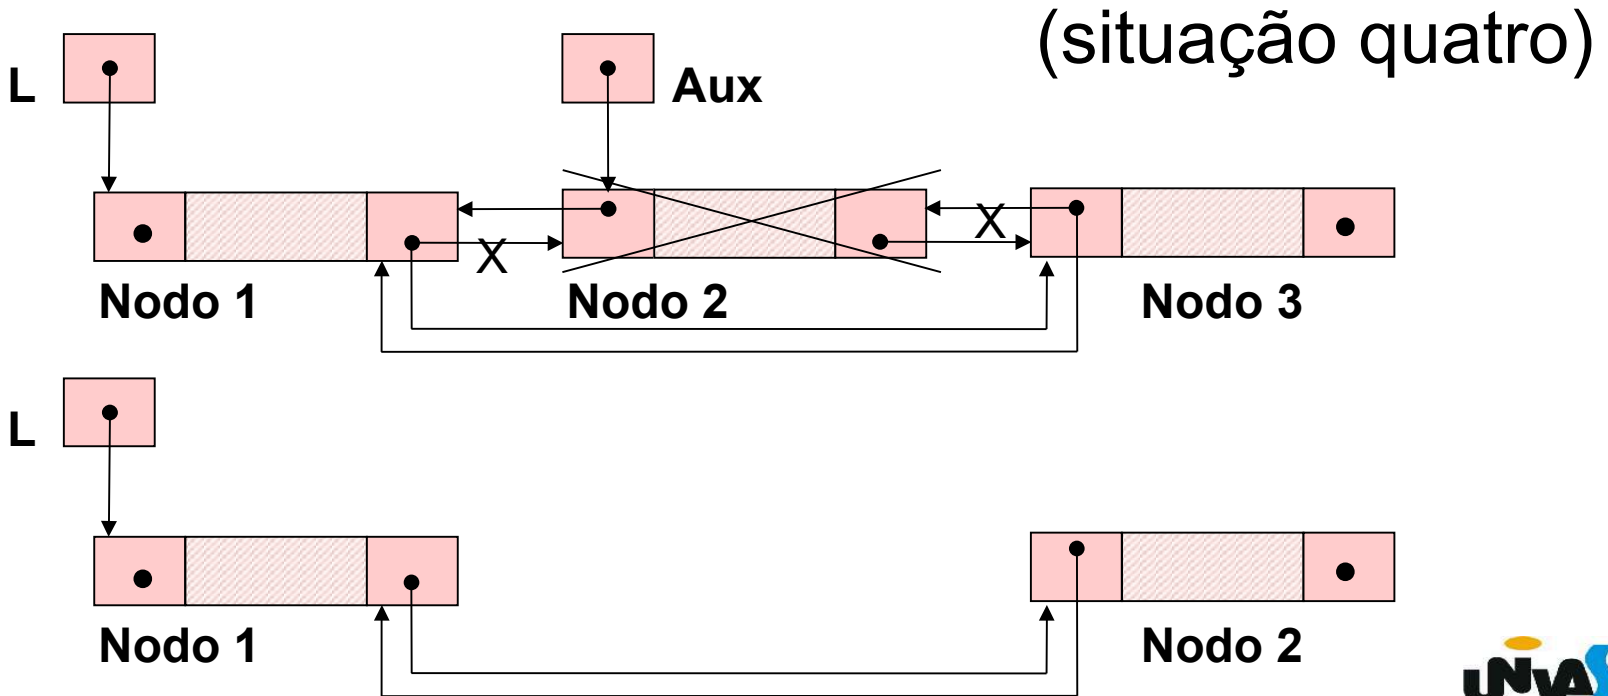 (situação quatro)
L
Aux
X
X
Nodo 1
Nodo 2
Nodo 3
L
Nodo 1
Nodo 2